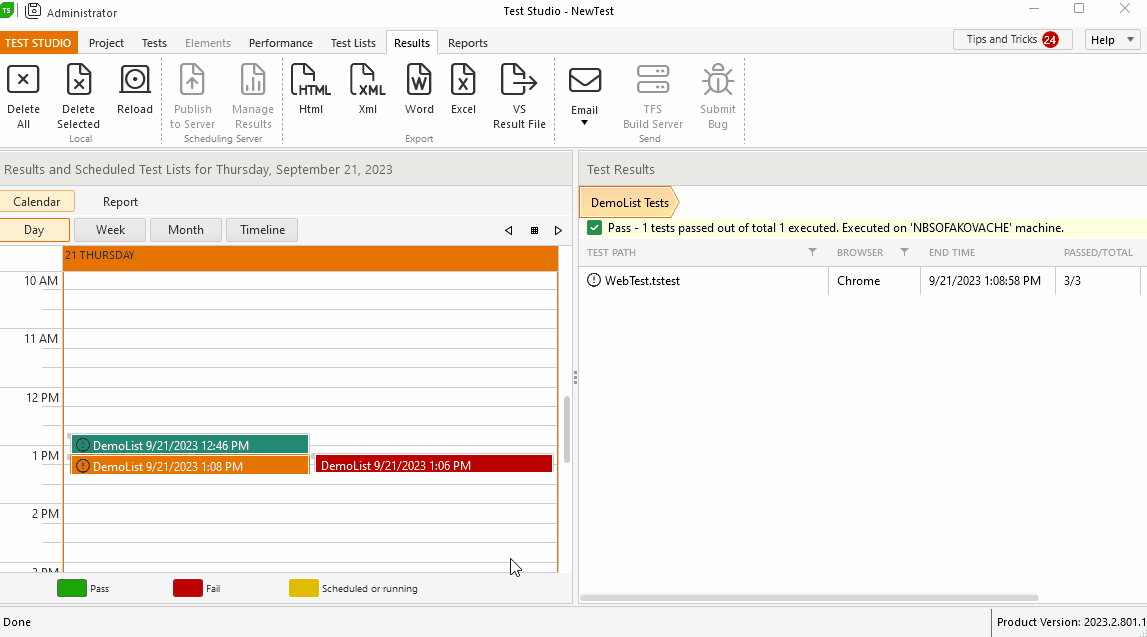 TS Administrator Test Studio - NewTest
TEST STUDIO Project Tests Elements Performance Test Lists Results Reports Tips and Tricks 24 Help
Delete All
Delete Selected
Reload
Local
Publish to Server
Manage Results
Scheduling Server
HTML
Html
XML
Xml
W
Word
X
Excel
VS Result File
Export
Email
TFS Build Server
Submit Bug
Send
Results and Scheduled Test Lists for Thursday, September 21, 2023
Calendar Report
Day Week Month Timeline
21 THURSDAY
10 AM
11 AM
12 PM
DemoList 9/21/2023 12:46 PM
1 PM
DemoList 9/21/2023 1:08 PM DemoList 9/21/2023 1:06 PM
2 PM
3 PM
Pass Fail Scheduled or running
Test Results
DemoList Tests
Pass - 1 tests passed out of total 1 executed. Executed on 'NBSOFAKOVACHE' machine.
TEST PATH BROWSER END TIME PASSED/TOTAL
WebTest.tstest Chrome 9/21/2023 1:08:58 PM 3/3
Done Product Version: 2023.2.801.1